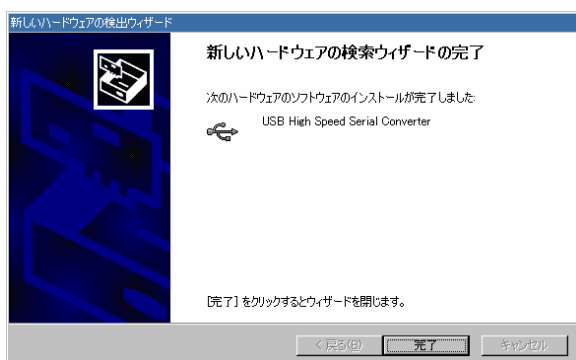 新しいハードウェアの検出ウィザード
新しいハードウェアの検索ウィザードの完了
次のハードウェアのソフトウェアのインストールが完了しました:
USB High Speed Serial Converter
[完了] をクリックするとウィザードを閉じます。
< 戻る(B)
完了
キャンセル